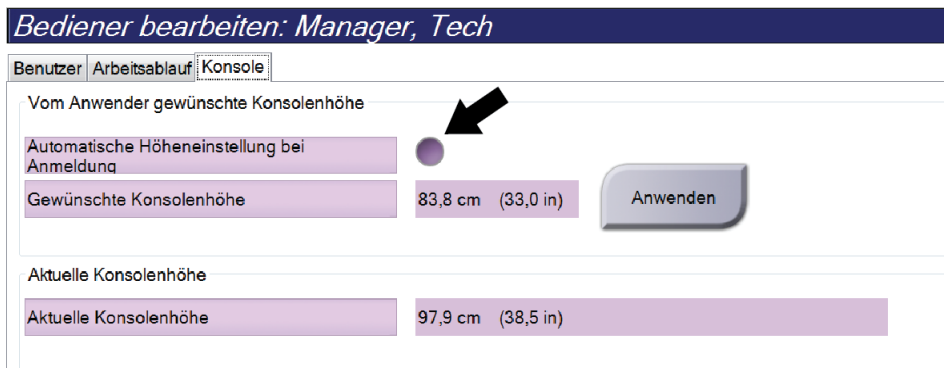 Bediener bearbeiten: Manager, Tech
Benutzer Arbeitsablauf Konsole
Vom Anwender gewünschte Konsolenhöhe
Automatische Höheneinstellung bei
Anmeldung
Gewünschte Konsolenhöhe 83,8 cm (33,0 in) Anwenden
Aktuelle Konsolenhöhe
Aktuelle Konsolenhöhe 97,9 cm (38,5 in)